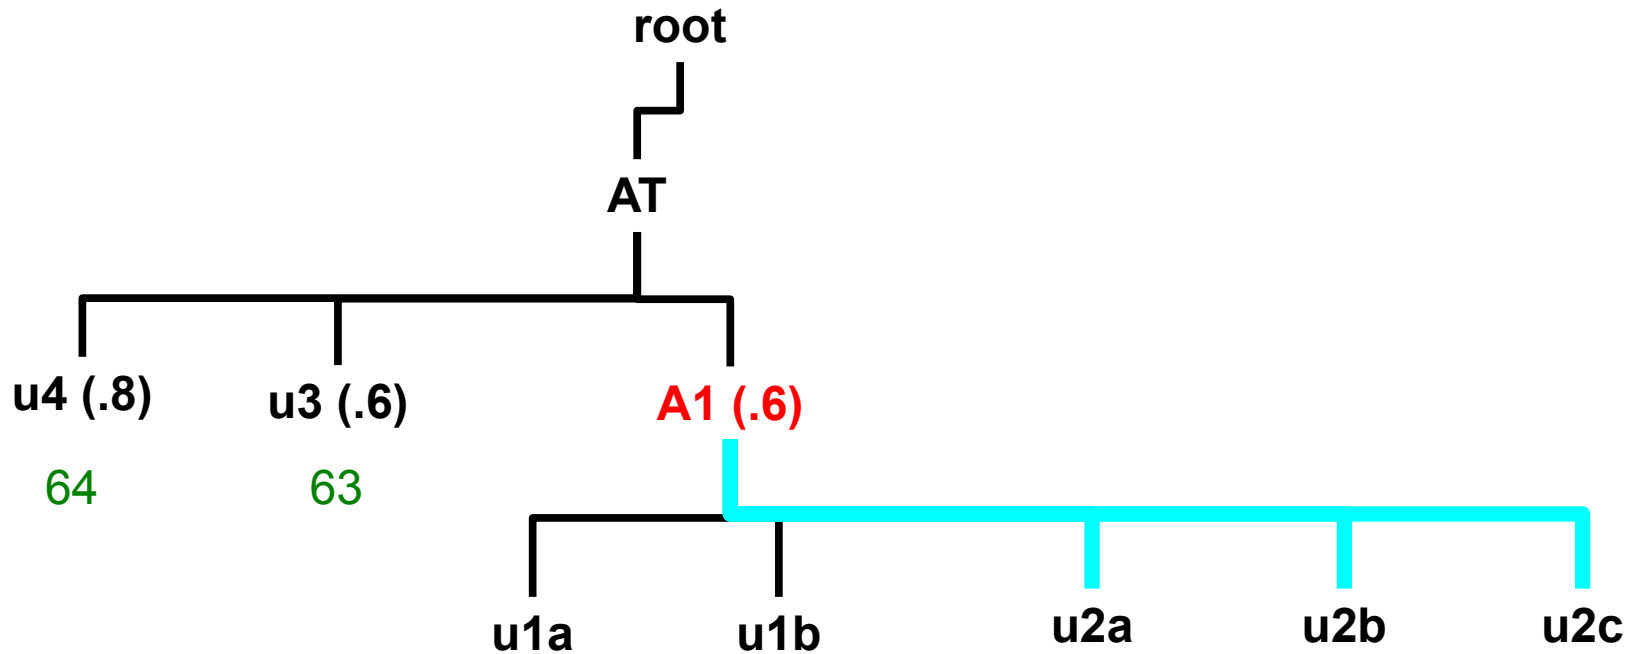 root
AT
u4 (.8)
u3 (.6)
A1 (.6)
64
63
u1a
u1b
u2a
u2b
u2c